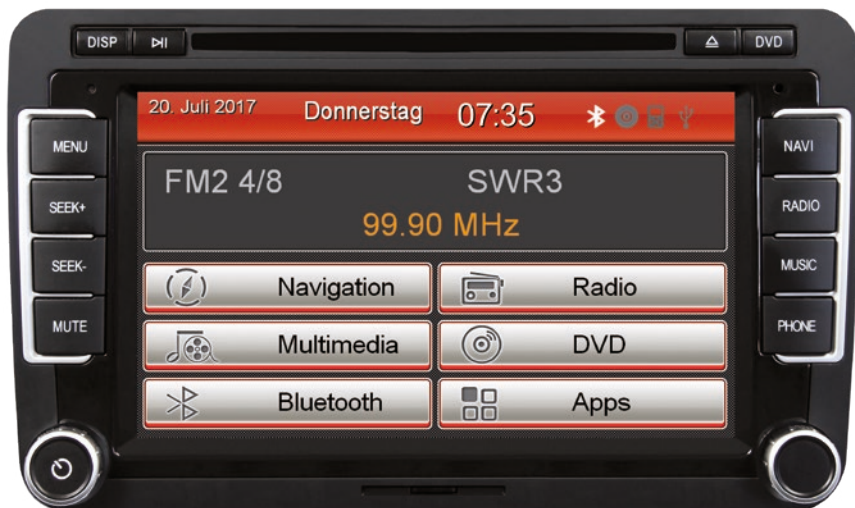 DISP DVD
20. Juli 2017 Donnerstag 07:35
MENU NAVI
FM2 4/8 SWR3
SEEK+ RADIO
99.90 MHz
SEEK- MUSIC
Navigation Radio
MUTE PHONE
Multimedia DVD
Bluetooth Apps